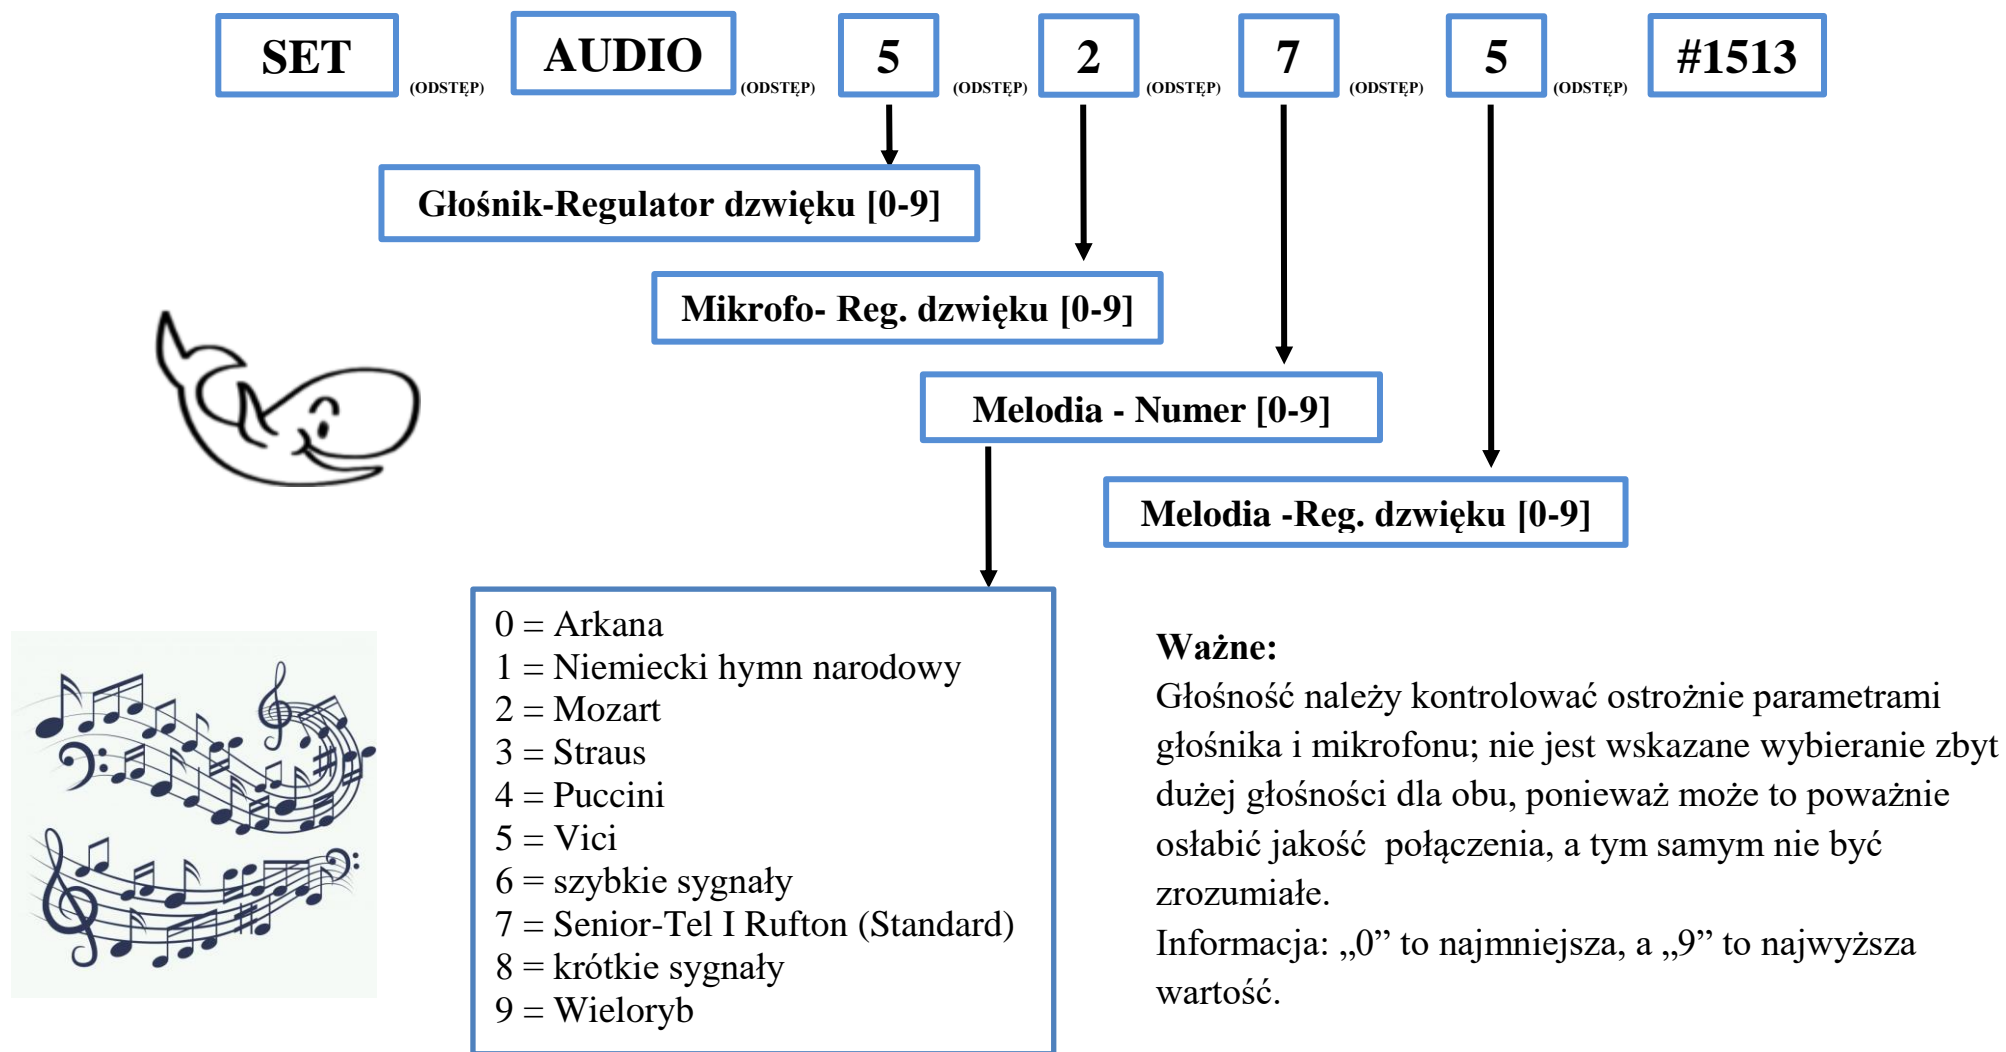 SET (ODSTĘP) AUDIO (ODSTĘP) 5 (ODSTĘP) 2 (ODSTĘP) 7 (ODSTĘP) 5 (ODSTĘP) #1513
Głośnik-Regulator dzwięku [0-9]
Mikrofo- Reg. dzwięku [0-9]
Melodia - Numer [0-9]
Melodia -Reg. dzwięku [0-9]
0 = Arkana
1 = Niemiecki hymn narodowy
2 = Mozart
3 = Straus
4 = Puccini
5 = Vici
6 = szybkie sygnały
7 = Senior-Tel I Rufton (Standard)
8 = krótkie sygnały
9 = Wieloryb
Ważne:
Głośność należy kontrolować ostrożnie parametrami
głośnika i mikrofonu; nie jest wskazane wybieranie zbyt
dużej głośności dla obu, ponieważ może to poważnie
osłabić jakość  połączenia, a tym samym nie być
zrozumiałe.
Informacja: „0” to najmniejsza, a „9” to najwyższa
wartość.